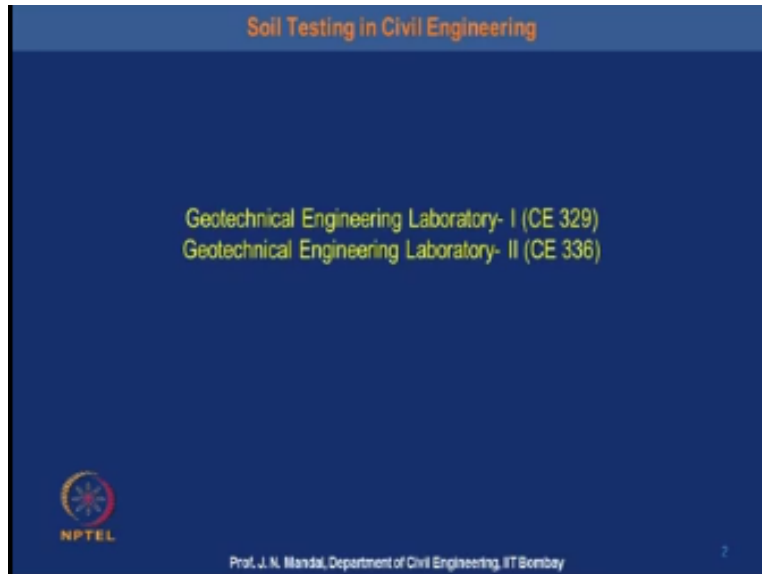 Soil Testing in Civil Engineering
Geotechnical Engineering Laboratory- I (CE 329)
Geotechnical Engineering Laboratory- II (CE 336)
NPTEL
Prof. J. N. Mandal, Department of Civil Engineering, IIT Bombay
2